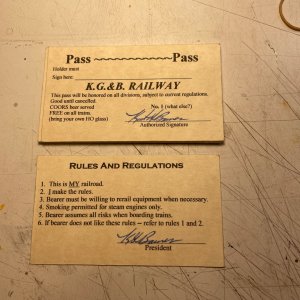 Pass ~~~~~~~~ Pass
Holder must
Sign here:
K.G.&B. RAILWAY
This pass will be honored on all divisions, subject to current regulations.
Good until cancelled.
COORS beer served
FREE on all trains.
(bring your own HO glass)
No. 1 (what else?)
Authorized Signature
RULES AND REGULATIONS
1. This is MY railroad.
2. I make the rules.
3. Bearer must be willing to rerail equipment when necessary.
4. Smoking permitted for steam engines only.
5. Bearer assumes all risks when boarding trains.
6. If bearer does not like these rules -- refer to rules 1 and 2.
President